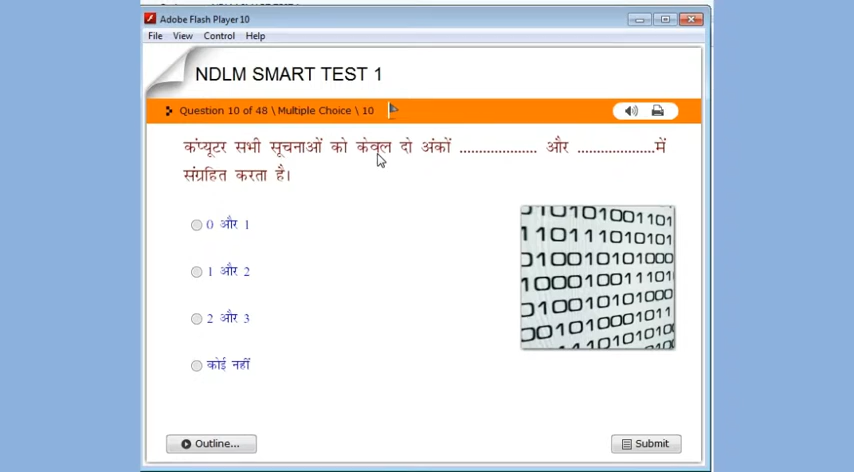 Adobe Flash Player 10
File View Control Help
NDLM SMART TEST 1
Question 10 of 48 \ Multiple Choice \ 10
कंप्यूटर सभी सूचनाओं को केवल दो अंकों ................... और ...................में
संग्रहित करता है।
0 और 1
1 और 2
2 और 3
कोई नहीं
Outline...
Submit